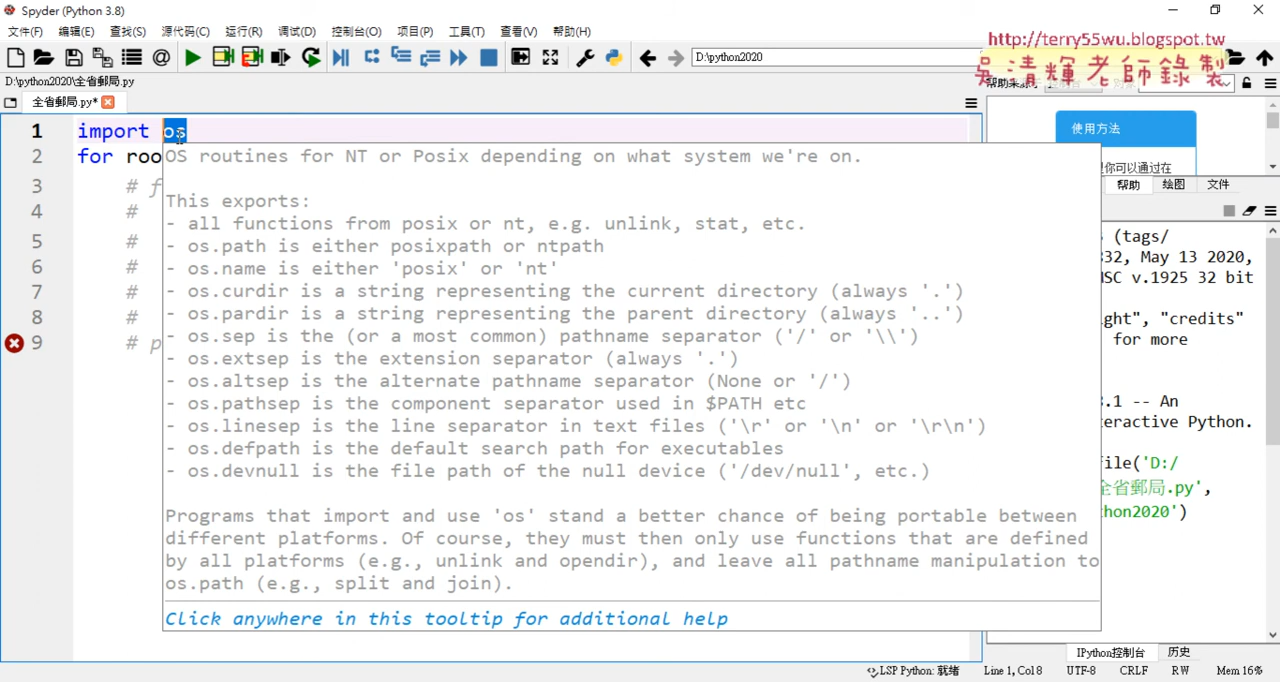 Spyder (Python 3.8)
文件(F) 编辑(E) 查找(S) 源代码(C) 运行(R) 调试(D) 控制台(O) 项目(P) 工具(T) 查看(V) 帮助(H)
http://terry55wu.blogspot.tw
吳清輝老師錄製
D:\python2020
D:\python2020\全省郵局.py
全省郵局.py*
1 import os
2 for roo
3 # f
4 #
5 #
6 #
7 #
8 #
9 # p
OS routines for NT or Posix depending on what system we're on.
This exports:
- all functions from posix or nt, e.g. unlink, stat, etc.
- os.path is either posixpath or ntpath
- os.name is either 'posix' or 'nt'
- os.curdir is a string representing the current directory (always '.')
- os.pardir is a string representing the parent directory (always '..')
- os.sep is the (or a most common) pathname separator ('/' or '\\')
- os.extsep is the extension separator (always '.')
- os.altsep is the alternate pathname separator (None or '/')
- os.pathsep is the component separator used in $PATH etc
- os.linesep is the line separator in text files ('\r' or '\n' or '\r\n')
- os.defpath is the default search path for executables
- os.devnull is the file path of the null device ('/dev/null', etc.)
Programs that import and use 'os' stand a better chance of being portable between
different platforms. Of course, they must then only use functions that are defined
by all platforms (e.g., unlink and opendir), and leave all pathname manipulation to
os.path (e.g., split and join).
Click anywhere in this tooltip for additional help
使用方法
你可以通过在
帮助 绘图 文件
(tags/
832, May 13 2020,
MSC v.1925 32 bit
ight", "credits"
for more
.1 -- An
eractive Python.
file('D:/
全省郵局.py',
thon2020')
IPython控制台 历史
LSP Python: 就绪 Line 1, Col 8 UTF-8 CRLF RW Mem 16%